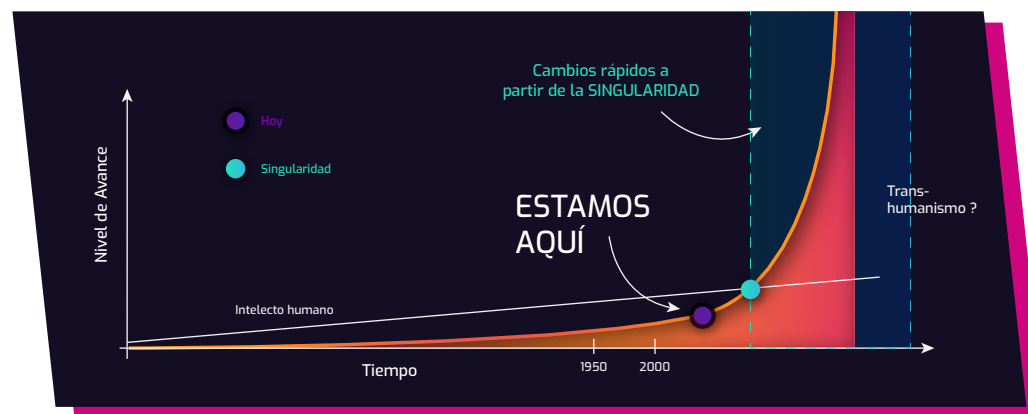 Cambios rápidos a
partir de la SINGULARIDAD
Hoy
Singularidad
Nivel de Avance
ESTAMOS
AQUÍ
Trans-
humanismo ?
Intelecto humano
Tiempo
1950
2000